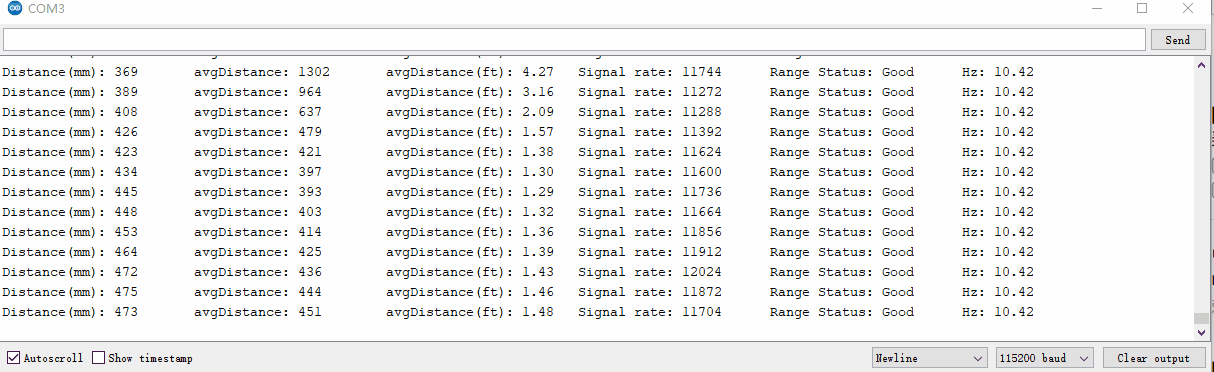 COM3
Send
Distance(mm): 369 avgDistance: 1302 avgDistance(ft): 4.27 Signal rate: 11744 Range Status: Good Hz: 10.42
Distance(mm): 389 avgDistance: 964 avgDistance(ft): 3.16 Signal rate: 11272 Range Status: Good Hz: 10.42
Distance(mm): 408 avgDistance: 637 avgDistance(ft): 2.09 Signal rate: 11288 Range Status: Good Hz: 10.42
Distance(mm): 426 avgDistance: 479 avgDistance(ft): 1.57 Signal rate: 11392 Range Status: Good Hz: 10.42
Distance(mm): 423 avgDistance: 421 avgDistance(ft): 1.38 Signal rate: 11624 Range Status: Good Hz: 10.42
Distance(mm): 434 avgDistance: 397 avgDistance(ft): 1.30 Signal rate: 11600 Range Status: Good Hz: 10.42
Distance(mm): 445 avgDistance: 393 avgDistance(ft): 1.29 Signal rate: 11736 Range Status: Good Hz: 10.42
Distance(mm): 448 avgDistance: 403 avgDistance(ft): 1.32 Signal rate: 11664 Range Status: Good Hz: 10.42
Distance(mm): 453 avgDistance: 414 avgDistance(ft): 1.36 Signal rate: 11856 Range Status: Good Hz: 10.42
Distance(mm): 464 avgDistance: 425 avgDistance(ft): 1.39 Signal rate: 11912 Range Status: Good Hz: 10.42
Distance(mm): 472 avgDistance: 436 avgDistance(ft): 1.43 Signal rate: 12024 Range Status: Good Hz: 10.42
Distance(mm): 475 avgDistance: 444 avgDistance(ft): 1.46 Signal rate: 11872 Range Status: Good Hz: 10.42
Distance(mm): 473 avgDistance: 451 avgDistance(ft): 1.48 Signal rate: 11704 Range Status: Good Hz: 10.42
Autoscroll Show timestamp Newline 115200 baud Clear output